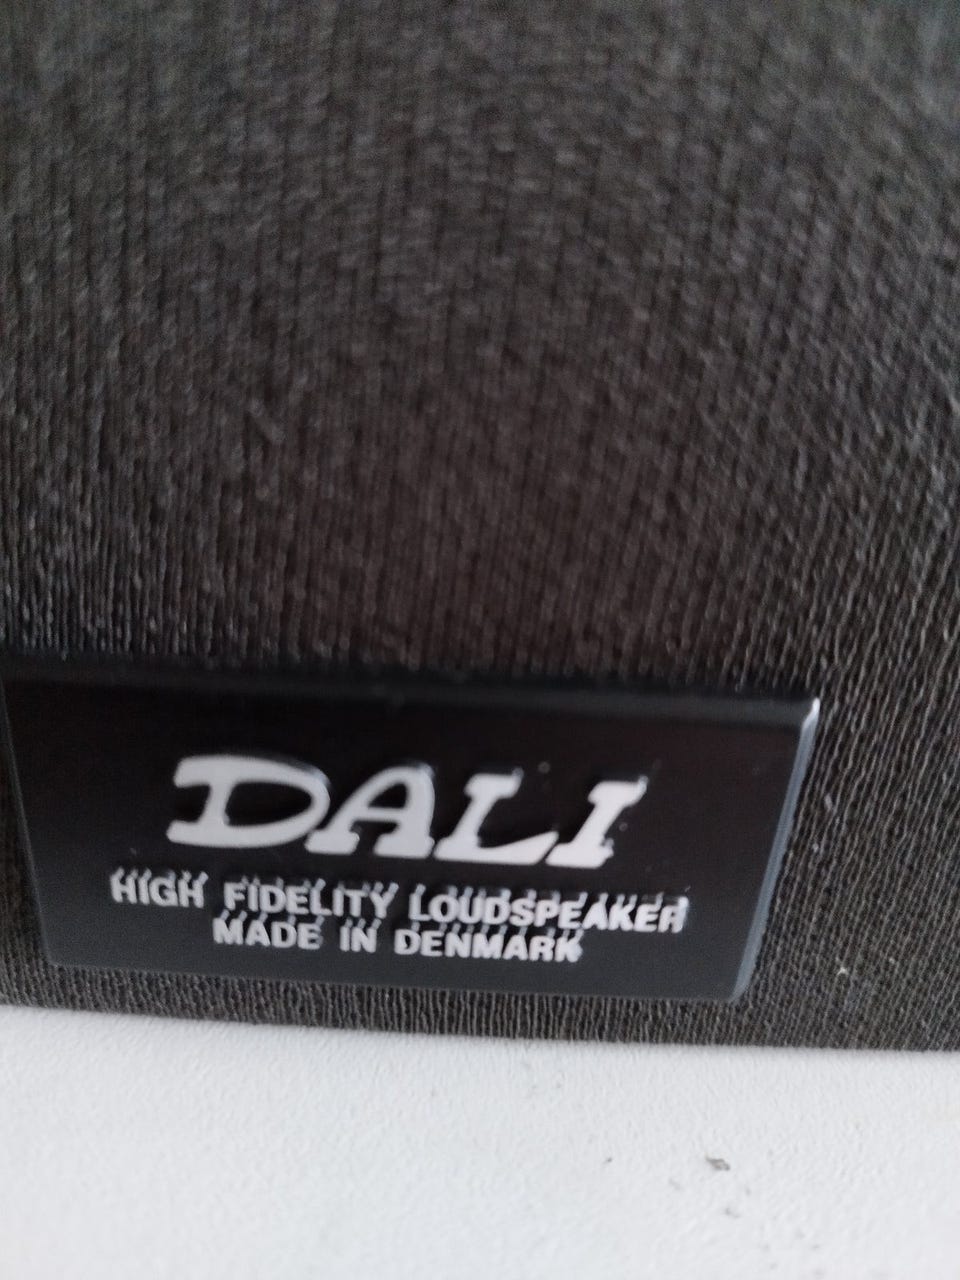 DALI
HIGH FIDELITY LOUDSPEAKER
MADE IN DENMARK